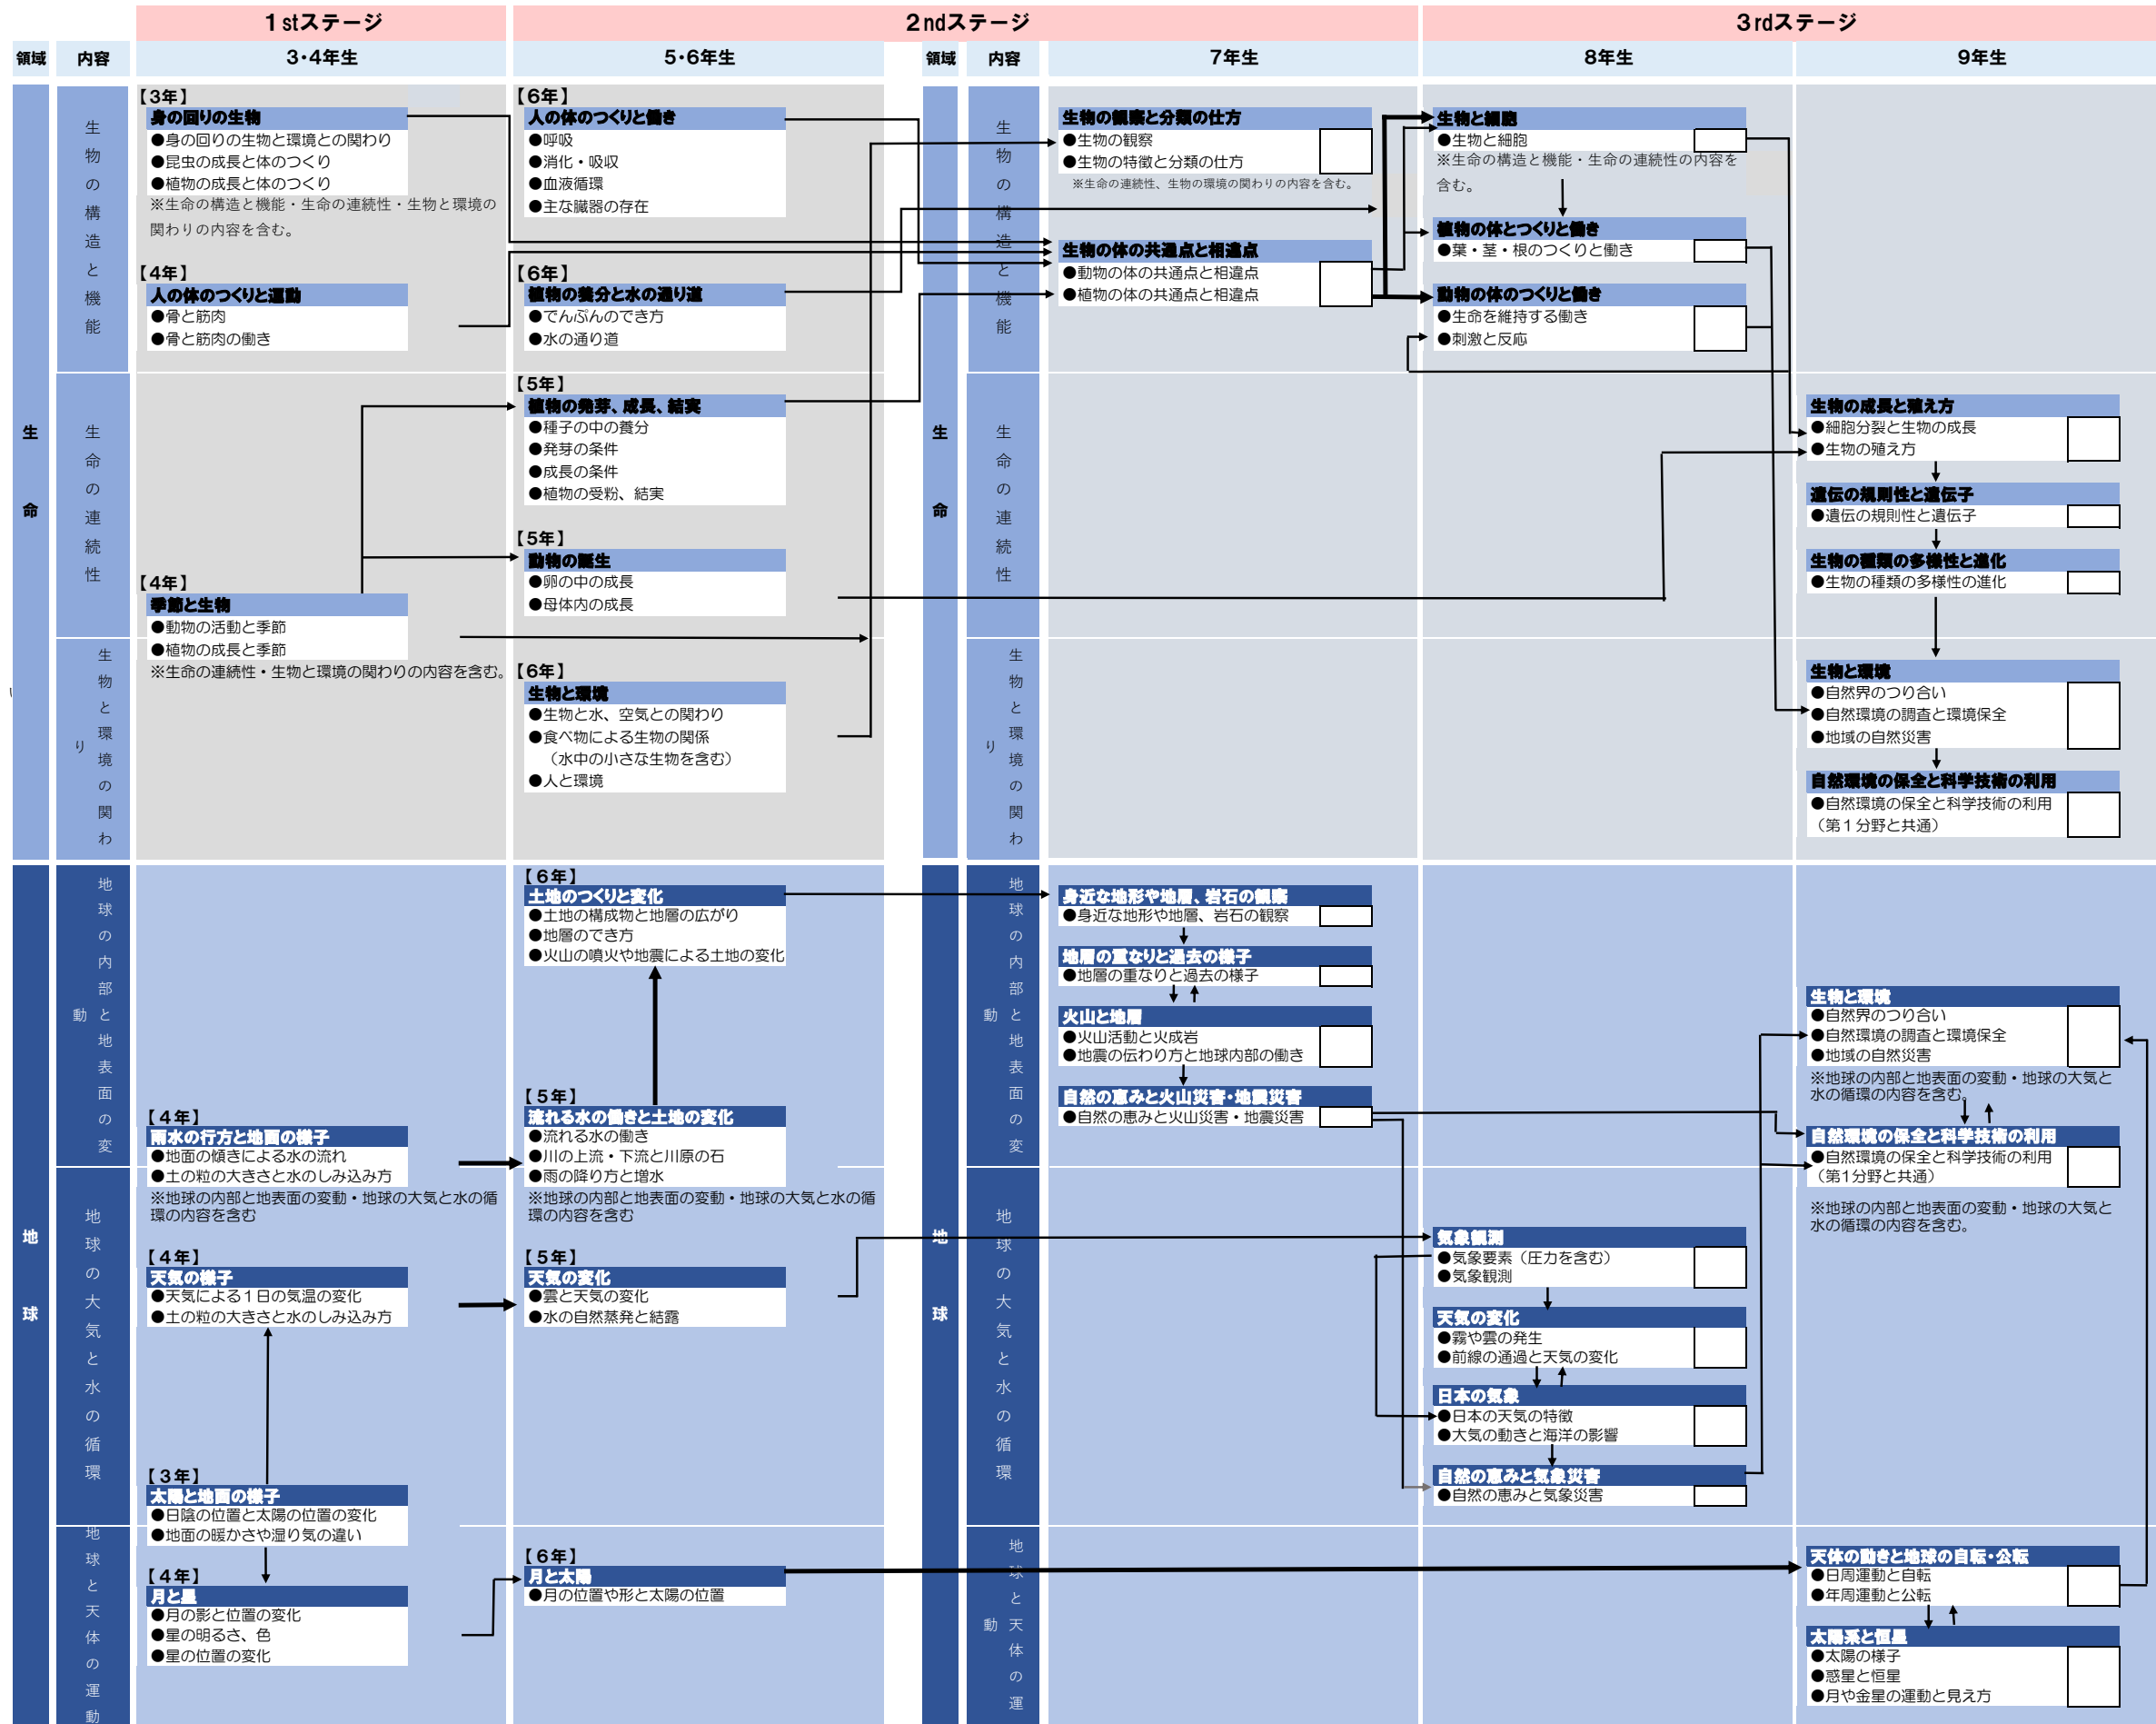 1stステージ
2ndステージ
3rdステージ
領域
内容
3・4年生
5・6年生
領域
内容
7年生
8年生
9年生
生命
生物の構造と機能
【3年】
身の回りの生物
●身の回りの生物と環境との関わり
●昆虫の成長と体のつくり
●植物の成長と体のつくり
※生命の構造と機能・生命の連続性・生物と環境の
関わりの内容を含む。
【4年】
人の体のつくりと運動
●骨と筋肉
●骨と筋肉の働き
【6年】
人の体のつくりと働き
●呼吸
●消化・吸収
●血液循環
●主な臓器の存在
【6年】
植物の養分と水の通り道
●でんぷんのでき方
●水の通り道
生命の連続性
【4年】
季節と生物
●動物の活動と季節
●植物の成長と季節
※生命の連続性・生物と環境の関わりの内容を含む。
【5年】
植物の発芽、成長、結実
●種子の中の養分
●発芽の条件
●成長の条件
●植物の受粉、結実
【5年】
動物の誕生
●卵の中の成長
●母体内の成長
生物と環境の関わ
り
【6年】
生物と環境
●生物と水、空気との関わり
●食べ物による生物の関係
（水中の小さな生物を含む）
●人と環境
生命
生物の構造と機能
生物の観察と分類の仕方
●生物の観察
●生物の特徴と分類の仕方
※生命の連続性、生物の環境の関わりの内容を含む。
生物の体の共通点と相違点
●動物の体の共通点と相違点
●植物の体の共通点と相違点
生物と細胞
●生物と細胞
※生命の構造と機能・生命の連続性の内容を
含む。
植物の体とつくりと働き
●葉・茎・根のつくりと働き
動物の体のつくりと働き
●生命を維持する働き
●刺激と反応
生命の連続性
生物の成長と殖え方
●細胞分裂と生物の成長
●生物の殖え方
遺伝の規則性と遺伝子
●遺伝の規則性と遺伝子
生物の種類の多様性と進化
●生物の種類の多様性の進化
生物と環境の関わ
り
生物と環境
●自然界のつり合い
●自然環境の調査と環境保全
●地域の自然災害
自然環境の保全と科学技術の利用
●自然環境の保全と科学技術の利用
（第１分野と共通）
地球
地球の内部と地表面の変
動
【４年】
雨水の行方と地面の様子
●地面の傾きによる水の流れ
●土の粒の大きさと水のしみ込み方
※地球の内部と地表面の変動・地球の大気と水の循
環の内容を含む
【６年】
土地のつくりと変化
●土地の構成物と地層の広がり
●地層のでき方
●火山の噴火や地震による土地の変化
【５年】
流れる水の働きと土地の変化
●流れる水の働き
●川の上流・下流と川原の石
●雨の降り方と増水
※地球の内部と地表面の変動・地球の大気と水の循
環の内容を含む
地球の大気と水の循環
【４年】
天気の様子
●天気による１日の気温の変化
●土の粒の大きさと水のしみ込み方
【３年】
太陽と地面の様子
●日陰の位置と太陽の位置の変化
●地面の暖かさや湿り気の違い
【５年】
天気の変化
●雲と天気の変化
●水の自然蒸発と結露
地球と天体の運動
【４年】
月と星
●月の影と位置の変化
●星の明るさ、色
●星の位置の変化
【６年】
月と太陽
●月の位置や形と太陽の位置
地球
地球の内部と地表面の変
動
身近な地形や地層、岩石の観察
●身近な地形や地層、岩石の観察
地層の重なりと過去の様子
●地層の重なりと過去の様子
火山と地層
●火山活動と火成岩
●地震の伝わり方と地球内部の働き
自然の恵みと火山災害・地震災害
●自然の恵みと火山災害・地震災害
生物と環境
●自然界のつり合い
●自然環境の調査と環境保全
●地域の自然災害
※地球の内部と地表面の変動・地球の大気と
水の循環の内容を含む。
自然環境の保全と科学技術の利用
●自然環境の保全と科学技術の利用
（第1分野と共通）
※地球の内部と地表面の変動・地球の大気と
水の循環の内容を含む。
地球の大気と水の循環
気象観測
●気象要素（圧力を含む）
●気象観測
天気の変化
●霧や雲の発生
●前線の通過と天気の変化
日本の気象
●日本の天気の特徴
●大気の動きと海洋の影響
自然の恵みと気象災害
●自然の恵みと気象災害
地球と天体の運
動
天体の動きと地球の自転・公転
●日周運動と自転
●年周運動と公転
太陽系と恒星
●太陽の様子
●惑星と恒星
●月や金星の運動と見え方